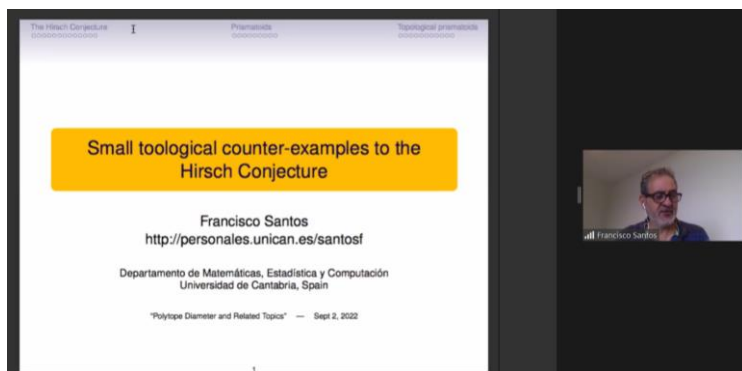 The Hirsch Conjecture
Prismatoids
Topological prismatoids
Small toological counter-examples to the
Hirsch Conjecture
Francisco Santos
http://personales.unican.es/santosf
Departamento de Matemáticas, Estadística y Computación
Universidad de Cantabria, Spain
"Polytope Diameter and Related Topics" — Sept 2, 2022
Francisco Santos